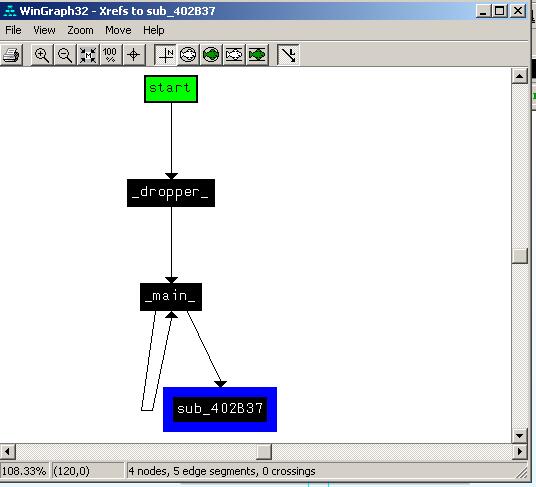 WinGraph32 - Xrefs to sub_402B37
File View Zoom Move Help
100 %
N
start
_dropper_
_main_
sub_402B37
108.33% (120,0) 4 nodes, 5 edge segments, 0 crossings